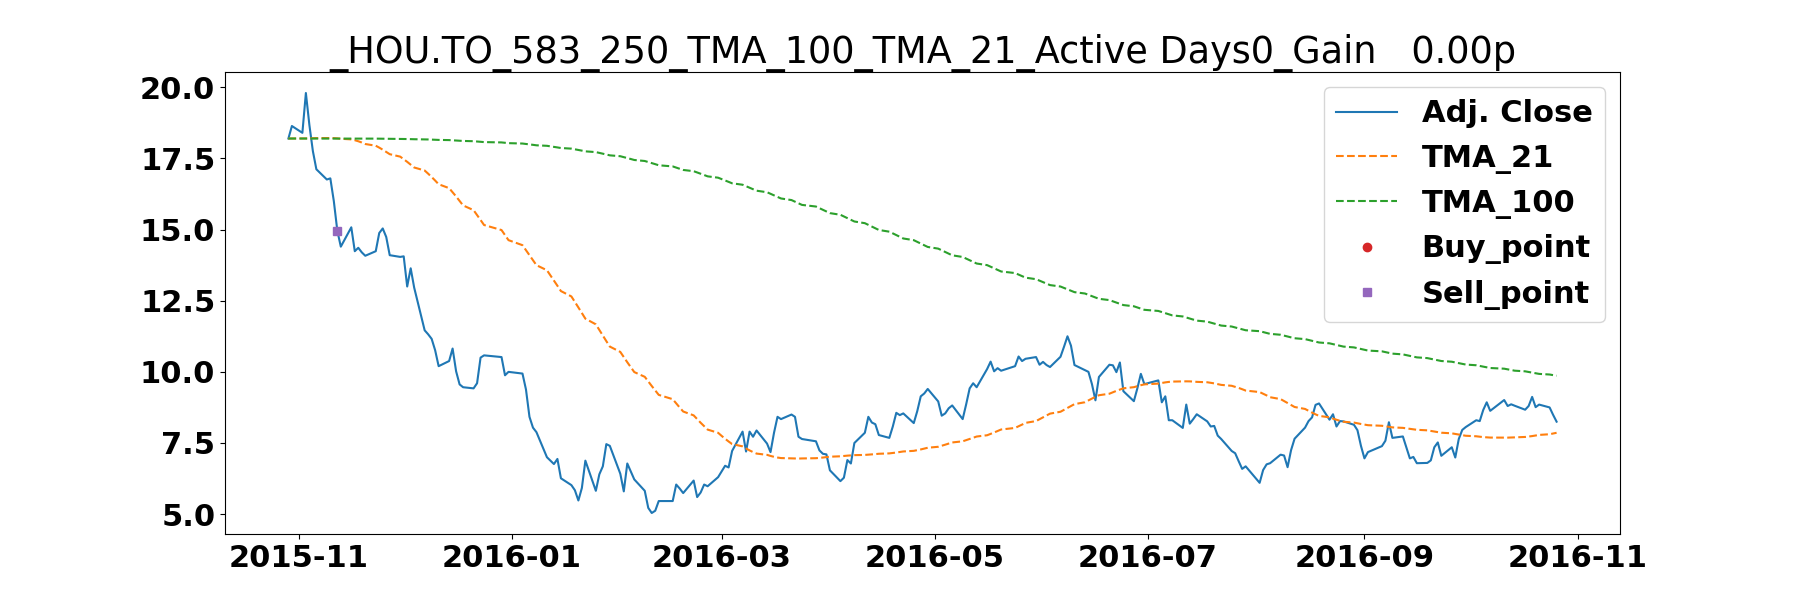 _HOU.TO_583_250_TMA_100_TMA_21_Active Days0_Gain   0.00p
20.0
17.5
15.0
12.5
10.0
7.5
5.0
Adj. Close
TMA_21
TMA_100
Buy_point
Sell_point
2015-11 2016-01 2016-03 2016-05 2016-07 2016-09 2016-11